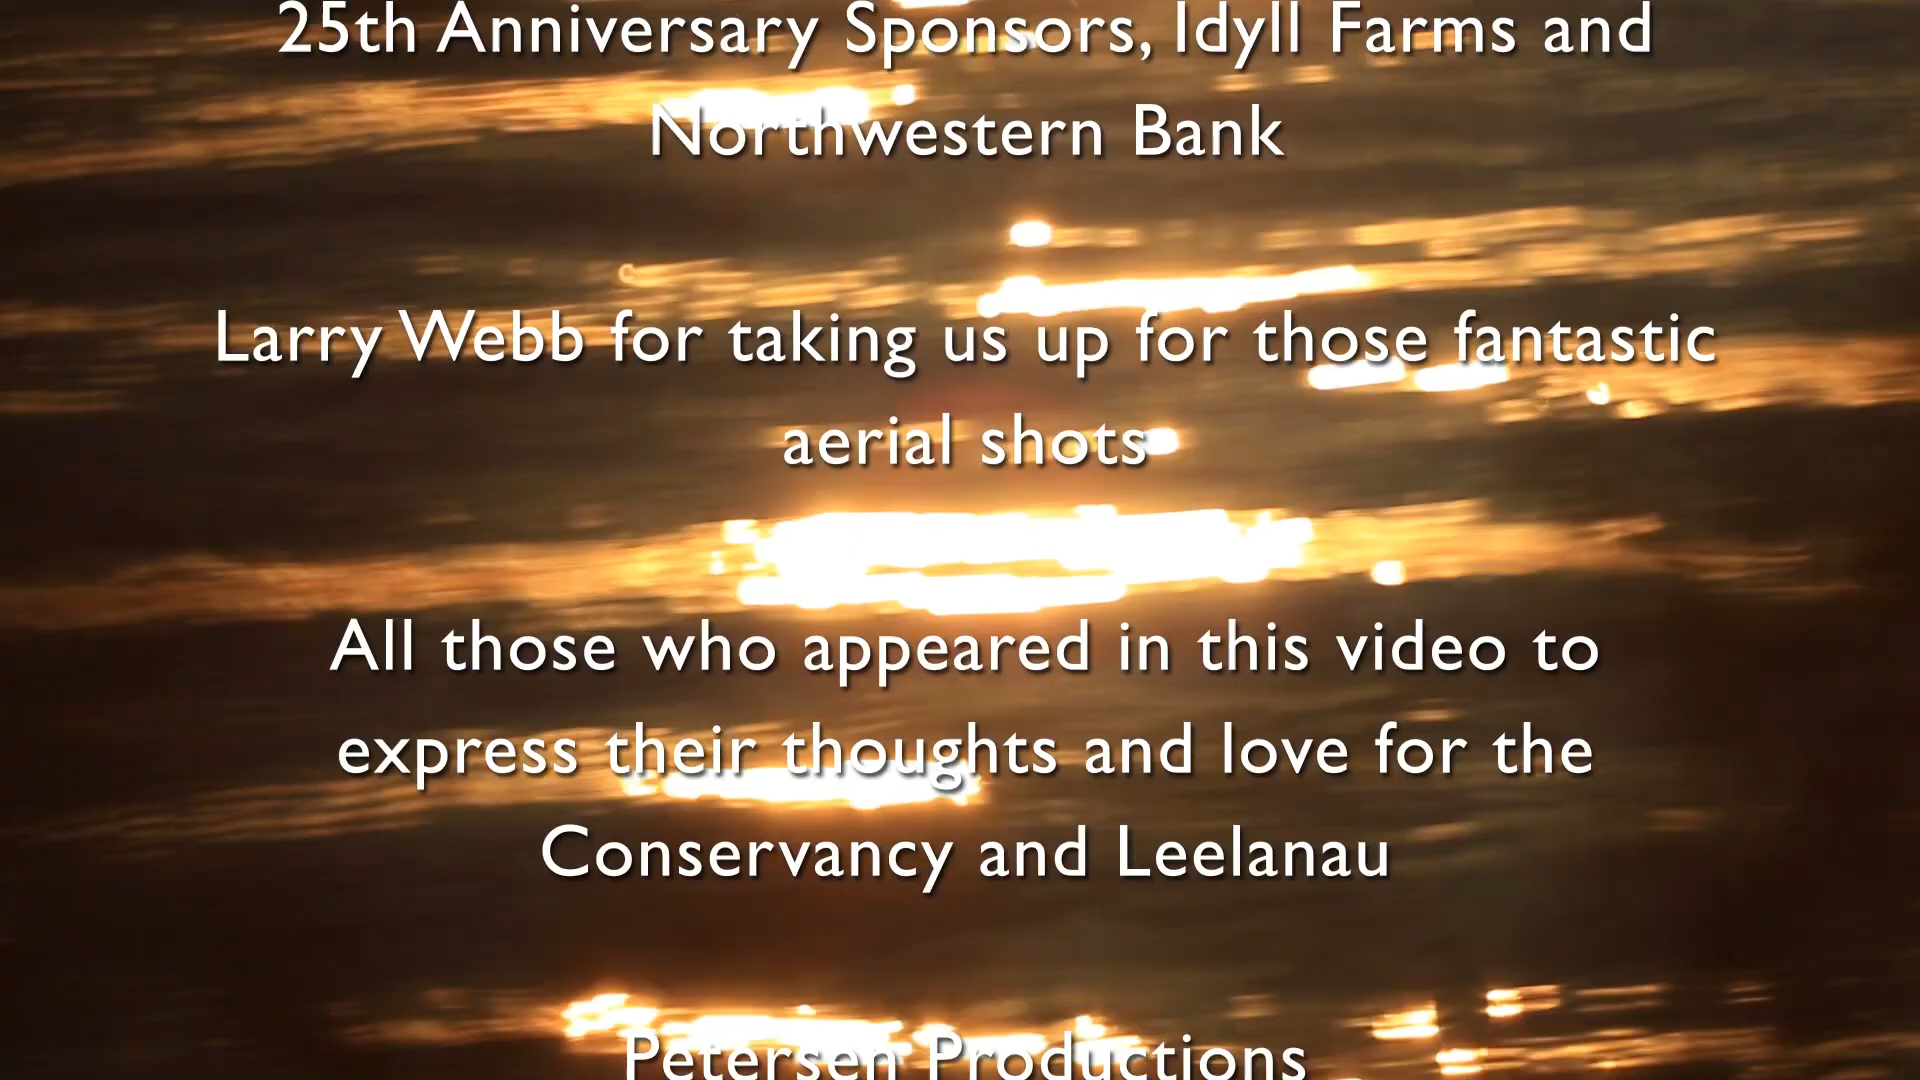 25th Anniversary Sponsors, Idyll Farms and
Northwestern Bank
Larry Webb for taking us up for those fantastic
aerial shots
All those who appeared in this video to
express their thoughts and love for the
Conservancy and Leelanau
Petersen Productions